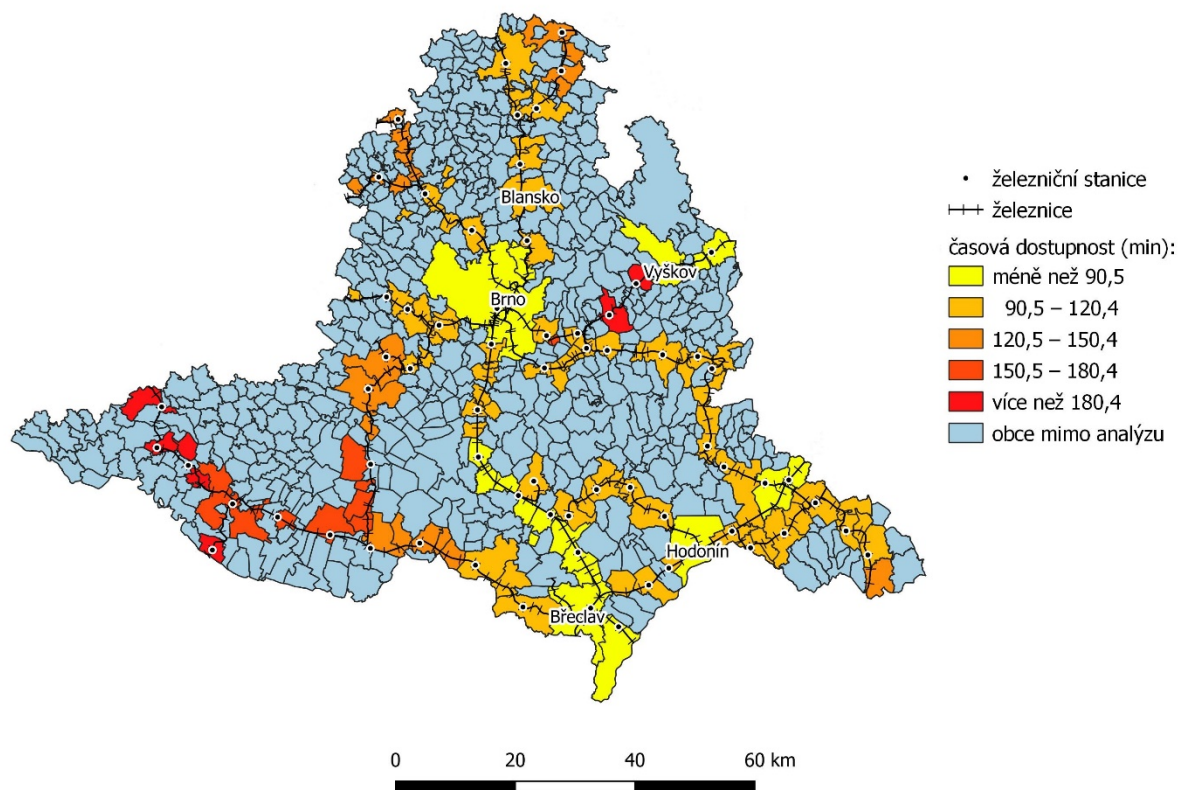 Blansko
Vyškov
Brno
Hodonín
Břeclav
železniční stanice
železnice
časová dostupnost (min):
méně než 90,5
90,5 – 120,4
120,5 – 150,4
150,5 – 180,4
více než 180,4
obce mimo analýzu
0 20 40 60 km